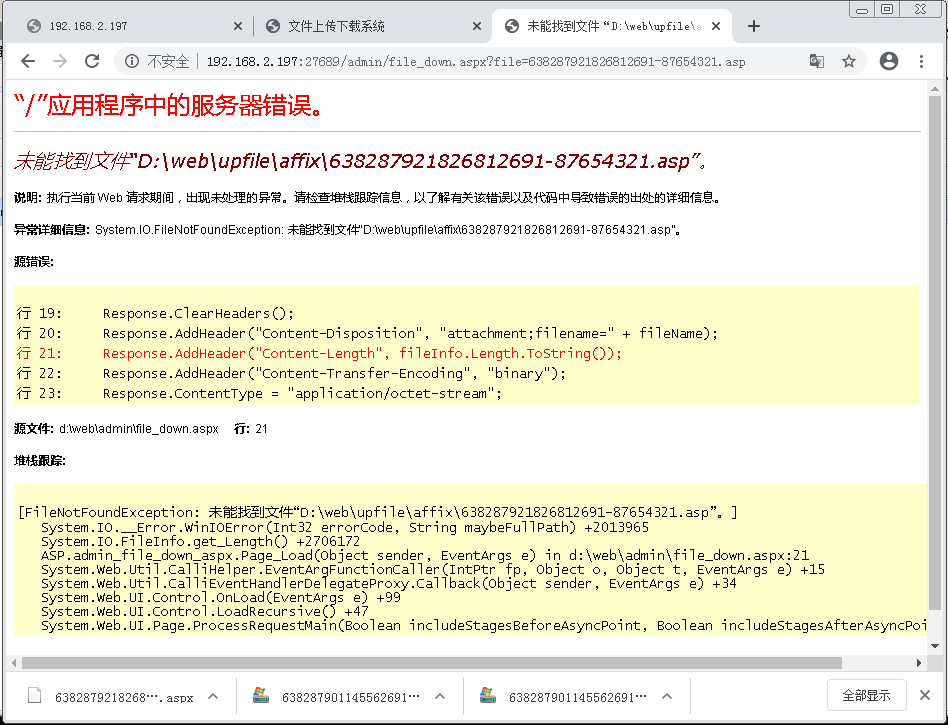 192.168.2.197
文件上传下载系统
未能找到文件“D:\web\upfile\a
不安全
192.168.2.197:27689/admin/file_down.aspx?file=638287921826812691-87654321.asp
“/”应用程序中的服务器错误。
未能找到文件“D:\web\upfile\affix\638287921826812691-87654321.asp”。
说明: 执行当前 Web 请求期间，出现未处理的异常。请检查堆栈跟踪信息，以了解有关该错误以及代码中导致错误的出处的详细信息。
异常详细信息: System.IO.FileNotFoundException: 未能找到文件“D:\web\upfile\affix\638287921826812691-87654321.asp”。
源错误:
行 19:     Response.ClearHeaders();
行 20:     Response.AddHeader("Content-Disposition", "attachment;filename=" + fileName);
行 21:     Response.AddHeader("Content-Length", fileInfo.Length.ToString());
行 22:     Response.AddHeader("Content-Transfer-Encoding", "binary");
行 23:     Response.ContentType = "application/octet-stream";
源文件: d:\web\admin\file_down.aspx    行: 21
堆栈跟踪:
[FileNotFoundException: 未能找到文件“D:\web\upfile\affix\638287921826812691-87654321.asp”。]
System.IO.__Error.WinIOError(Int32 errorCode, String maybeFullPath) +2013965
System.IO.FileInfo.get_Length() +2706172
ASP.admin_file_down_aspx.Page_Load(Object sender, EventArgs e) in d:\web\admin\file_down.aspx:21
System.Web.Util.CalliHelper.EventArgFunctionCaller(IntPtr fp, Object o, Object t, EventArgs e) +15
System.Web.Util.CalliEventHandlerDelegateProxy.Callback(Object sender, EventArgs e) +34
System.Web.UI.Control.OnLoad(EventArgs e) +99
System.Web.UI.Control.LoadRecursive() +47
System.Web.UI.Page.ProcessRequestMain(Boolean includeStagesBeforeAsyncPoint, Boolean includeStagesAfterAsyncPoi
6382879218268….aspx
638287901145562691…
638287901145562691…
全部显示